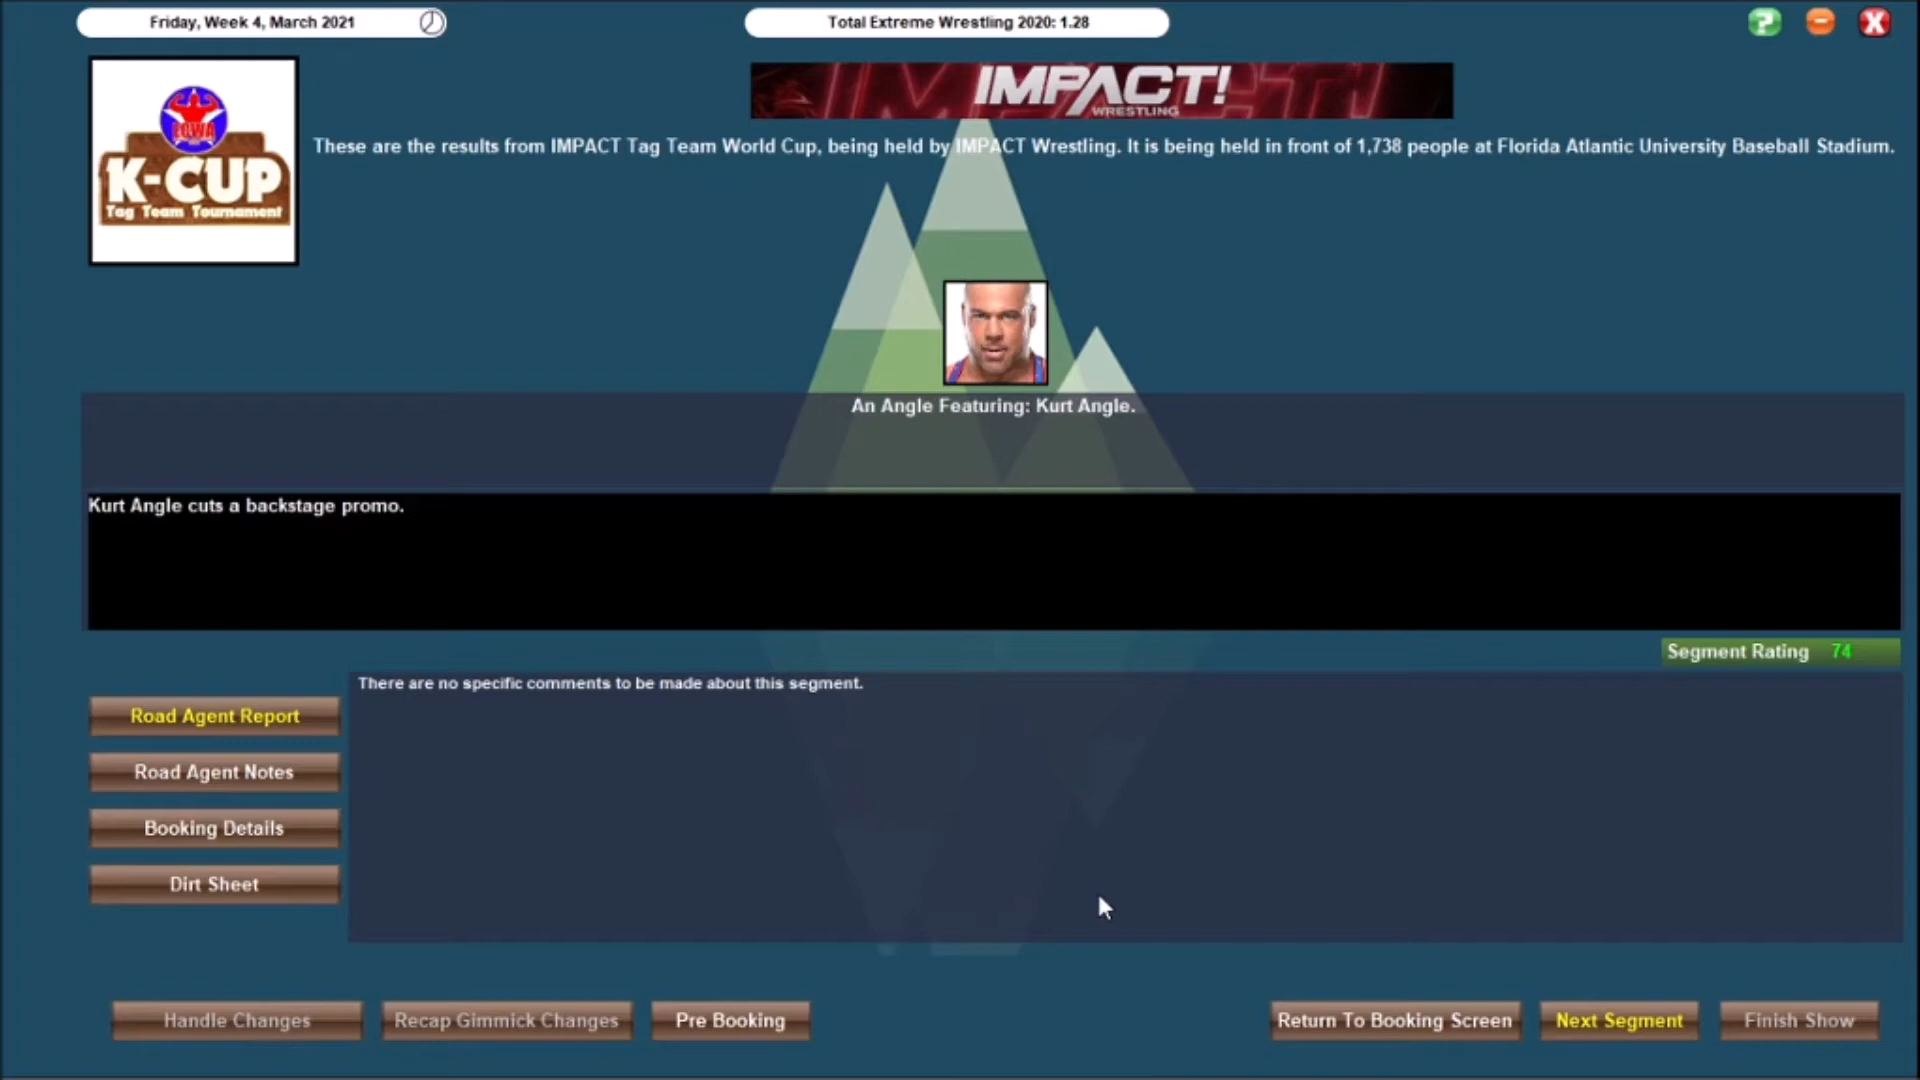 Friday, Week 4, March 2021
Total Extreme Wrestling 2020: 1.28
IMPACT!
WRESTLING
ECWA
K-CUP
Tag Team Tournament
These are the results from IMPACT Tag Team World Cup, being held by IMPACT Wrestling. It is being held in front of 1,738 people at Florida Atlantic University Baseball Stadium.
An Angle Featuring: Kurt Angle.
Kurt Angle cuts a backstage promo.
Segment Rating 74
There are no specific comments to be made about this segment.
Road Agent Report
Road Agent Notes
Booking Details
Dirt Sheet
Handle Changes
Recap Gimmick Changes
Pre Booking
Return To Booking Screen
Next Segment
Finish Show